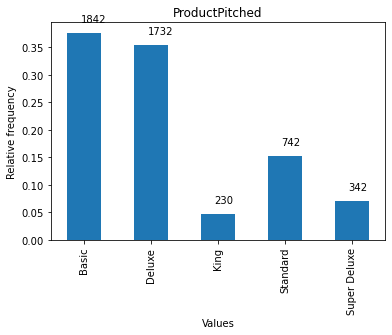 ProductPitched
1842
1732
230
742
342
0.35
0.30
0.25
0.20
0.15
0.10
0.05
0.00
Relative frequency
Basic
Deluxe
King
Standard
Super Deluxe
Values